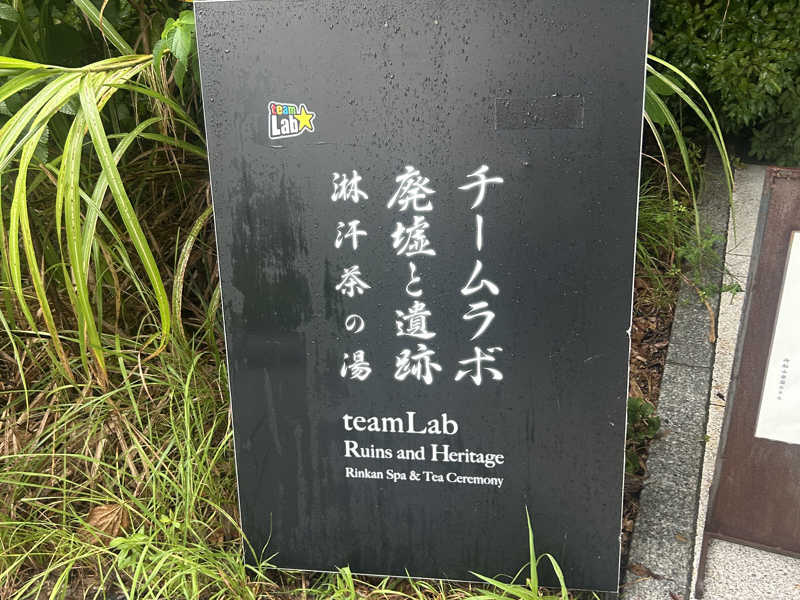 team
Lab
チームラボ
廃墟と遺跡
淋汗茶の湯
teamLab
Ruins and Heritage
Rinkan Spa & Tea Ceremony